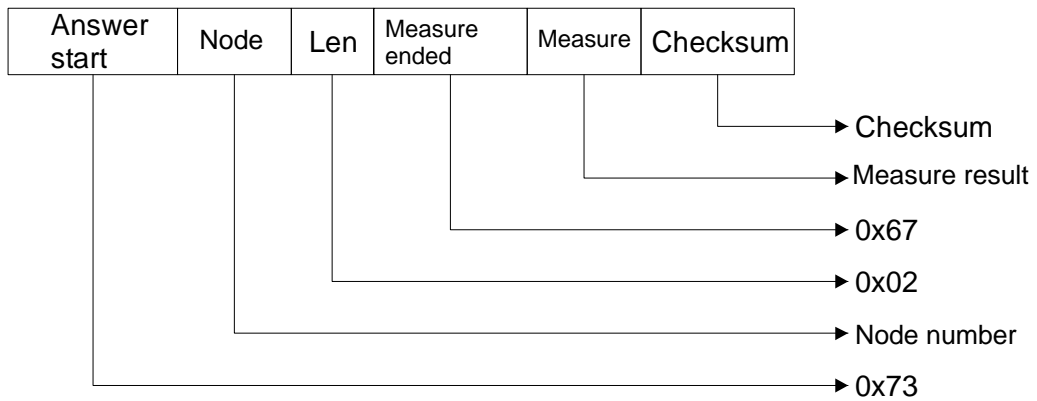 Answer
start
Node
Len
Measure
ended
Measure
Checksum
Checksum
Measure result
0x67
0x02
Node number
0x73